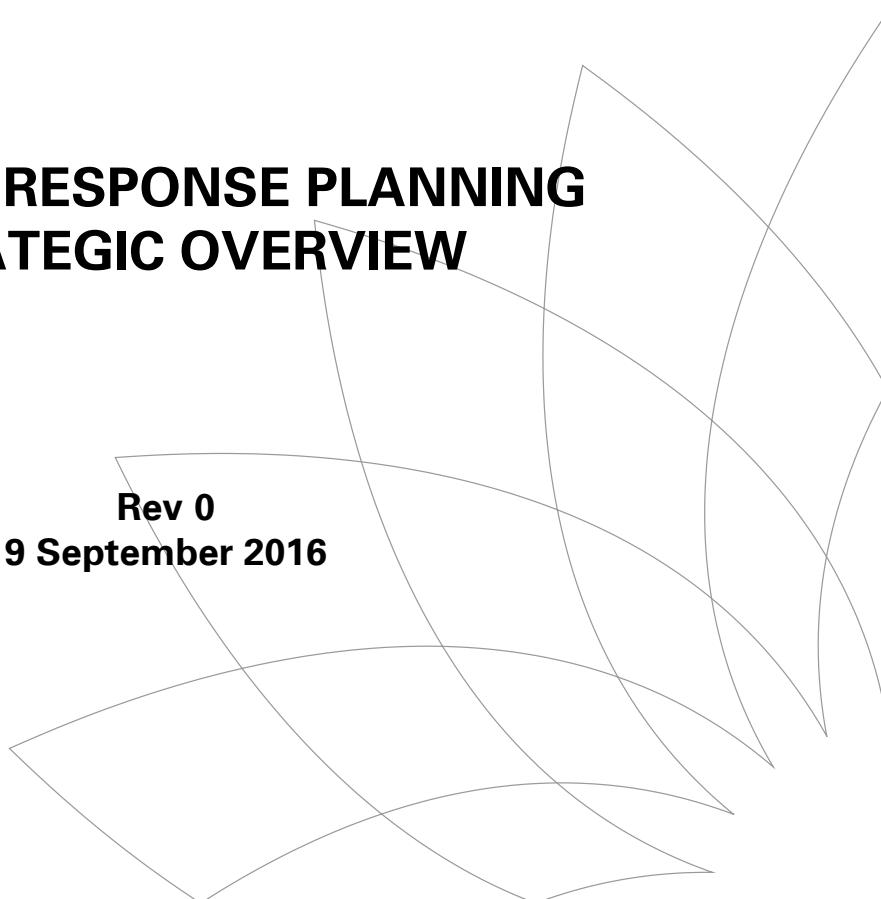 RESPONSE PLANNING
ATEGIC OVERVIEW
Rev 0
9 September 2016